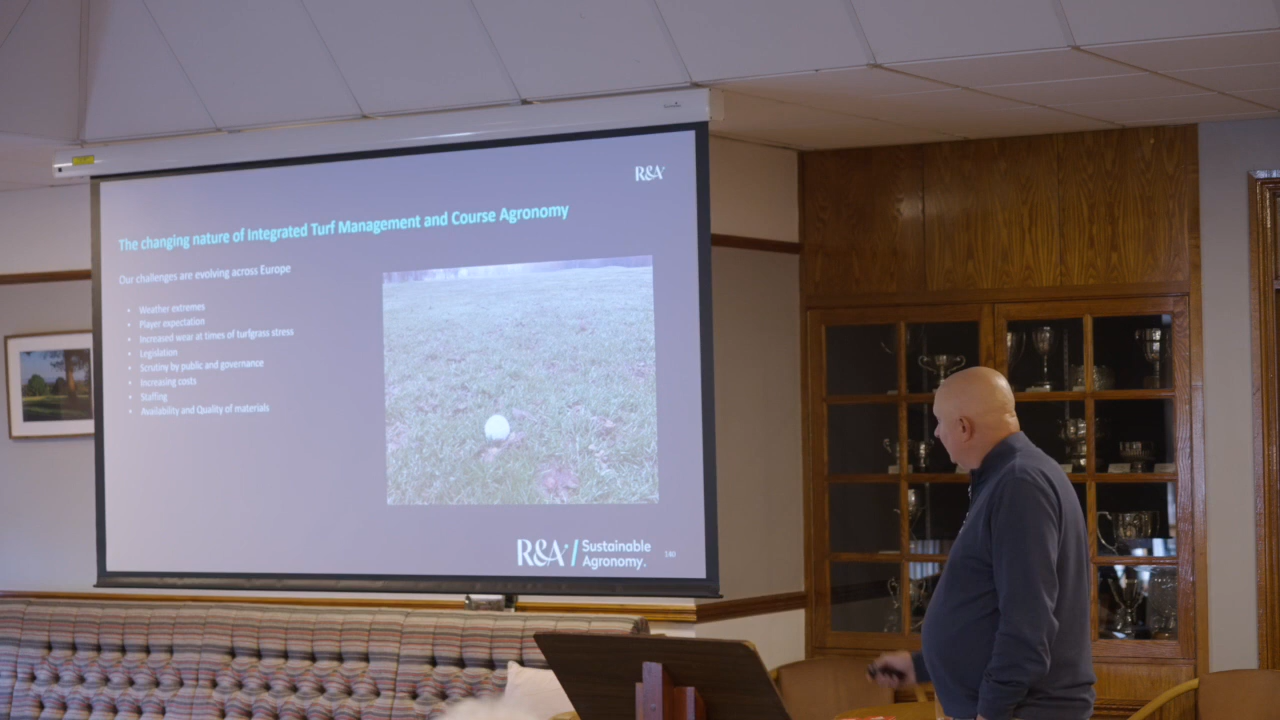 R&A
The changing nature of Integrated Turf Management and Course Agronomy
Our challenges are evolving across Europe
• Weather extremes
• Player expectation
• Increased wear at times of turfgrass stress
• Legislation
• Scrutiny by public and governance
• Increasing costs
• Staffing
• Availability and Quality of materials
R&A / Sustainable
Agronomy.